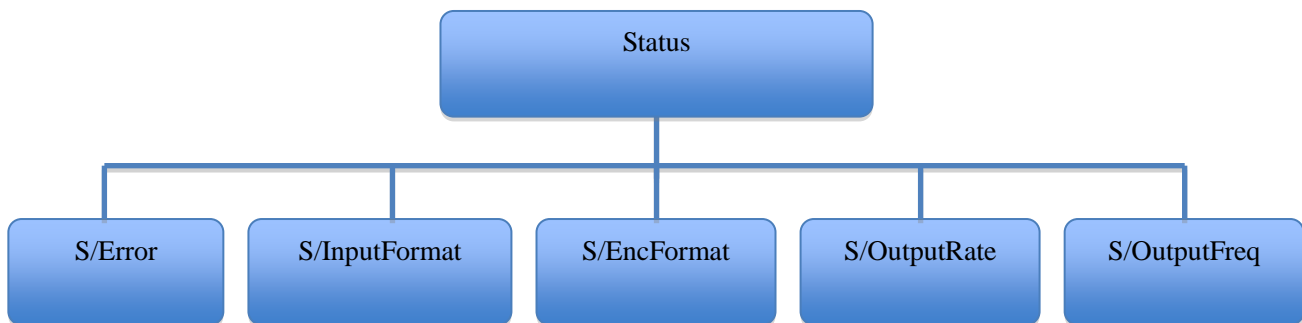 Status
S/Error
S/InputFormat
S/EncFormat
S/OutputRate
S/OutputFreq